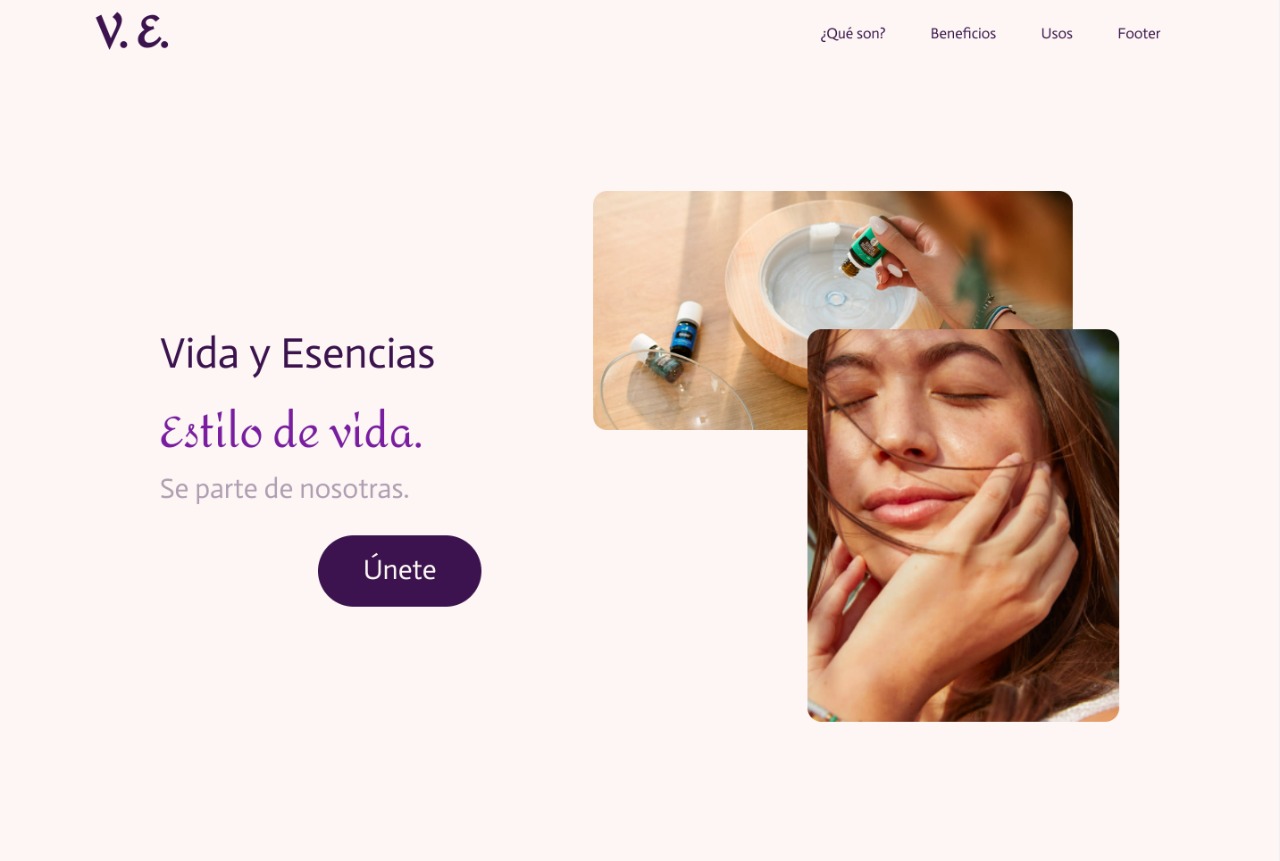 V. E.
¿Qué son? Beneficios Usos Footer
Vida y Esencias
Estilo de vida.
Se parte de nosotras.
Únete